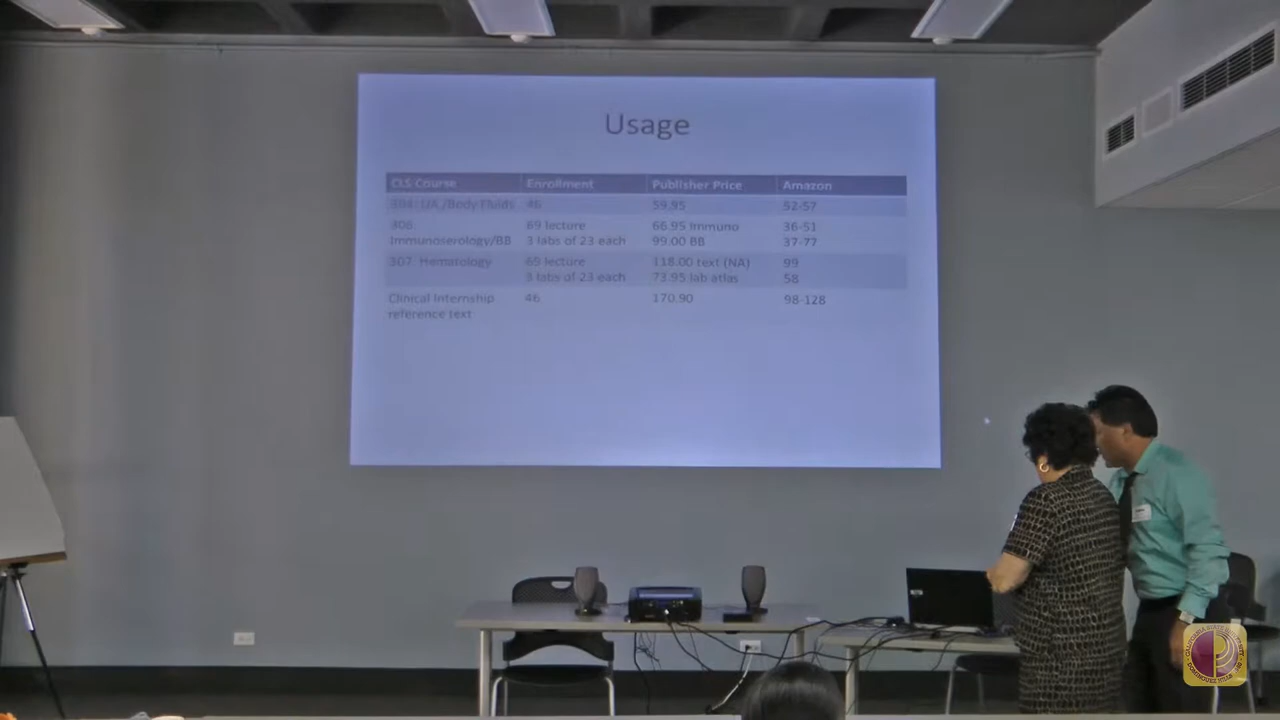 Usage
CLS Course Enrollment Publisher Price Amazon
304: UA /Body Fluids 46 59.95 52-57
306: 69 lecture 66.95 Immuno 36-51
Immunoserology/BB 3 labs of 23 each 99.00 BB 37-77
307 Hematology 69 lecture 118.00 text (NA) 99
3 labs of 23 each 73.95 lab atlas 58
Clinical Internship 46 170.90 98-128
reference text